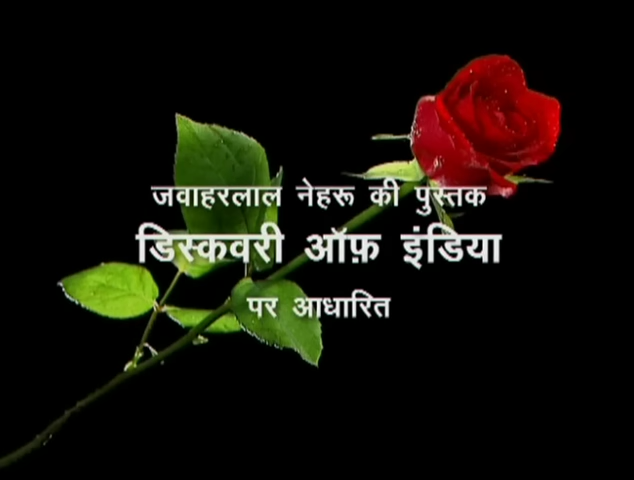 जवाहरलाल नेहरू की पुस्तक
डिस्कवरी ऑफ़ इंडिया
पर आधारित